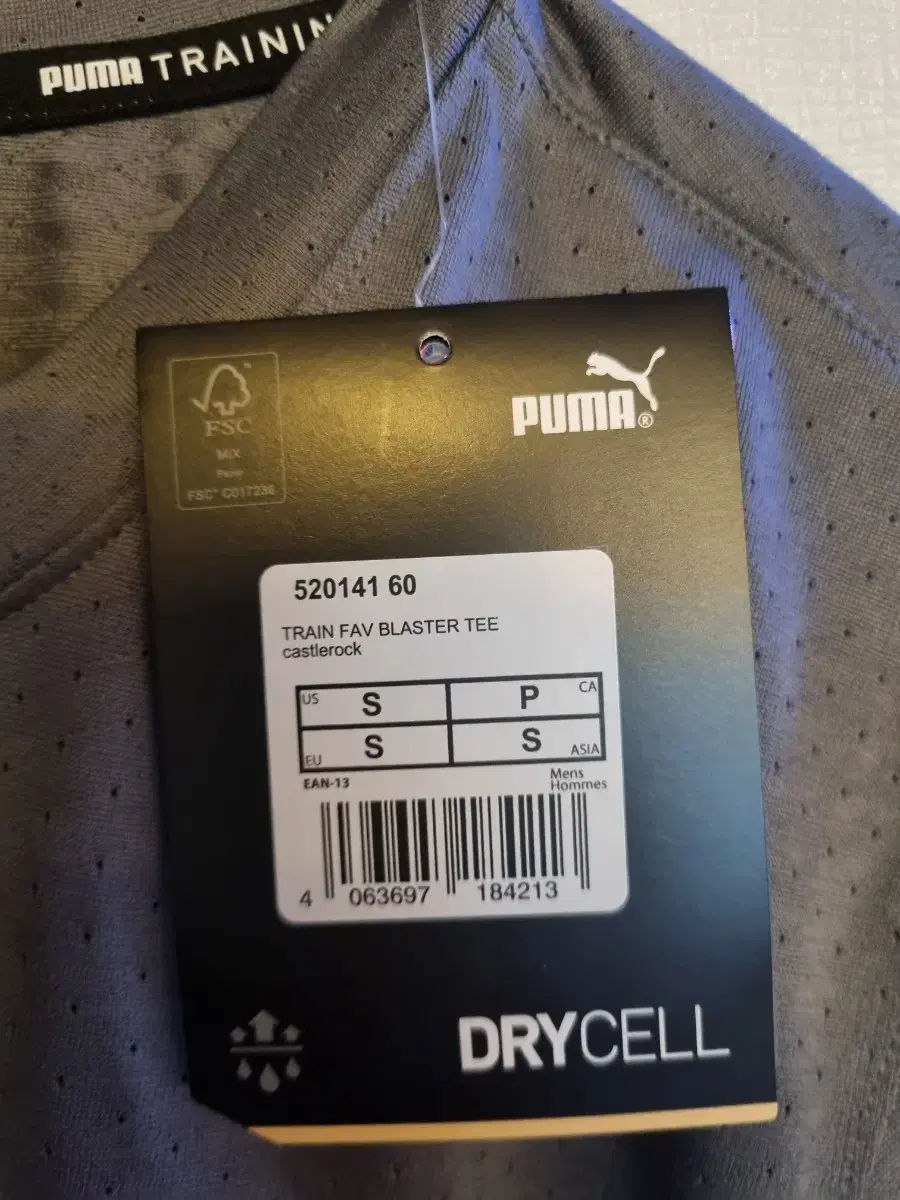 PUMA TRAININ
FSC
MIX
Paper
FSC® C017236
PUMA®
520141 60
TRAIN FAV BLASTER TEE
castlerock
US S P CA
EU S S ASIA
EAN-13 Mens
Hommes
4 063697 184213
DRYCELL